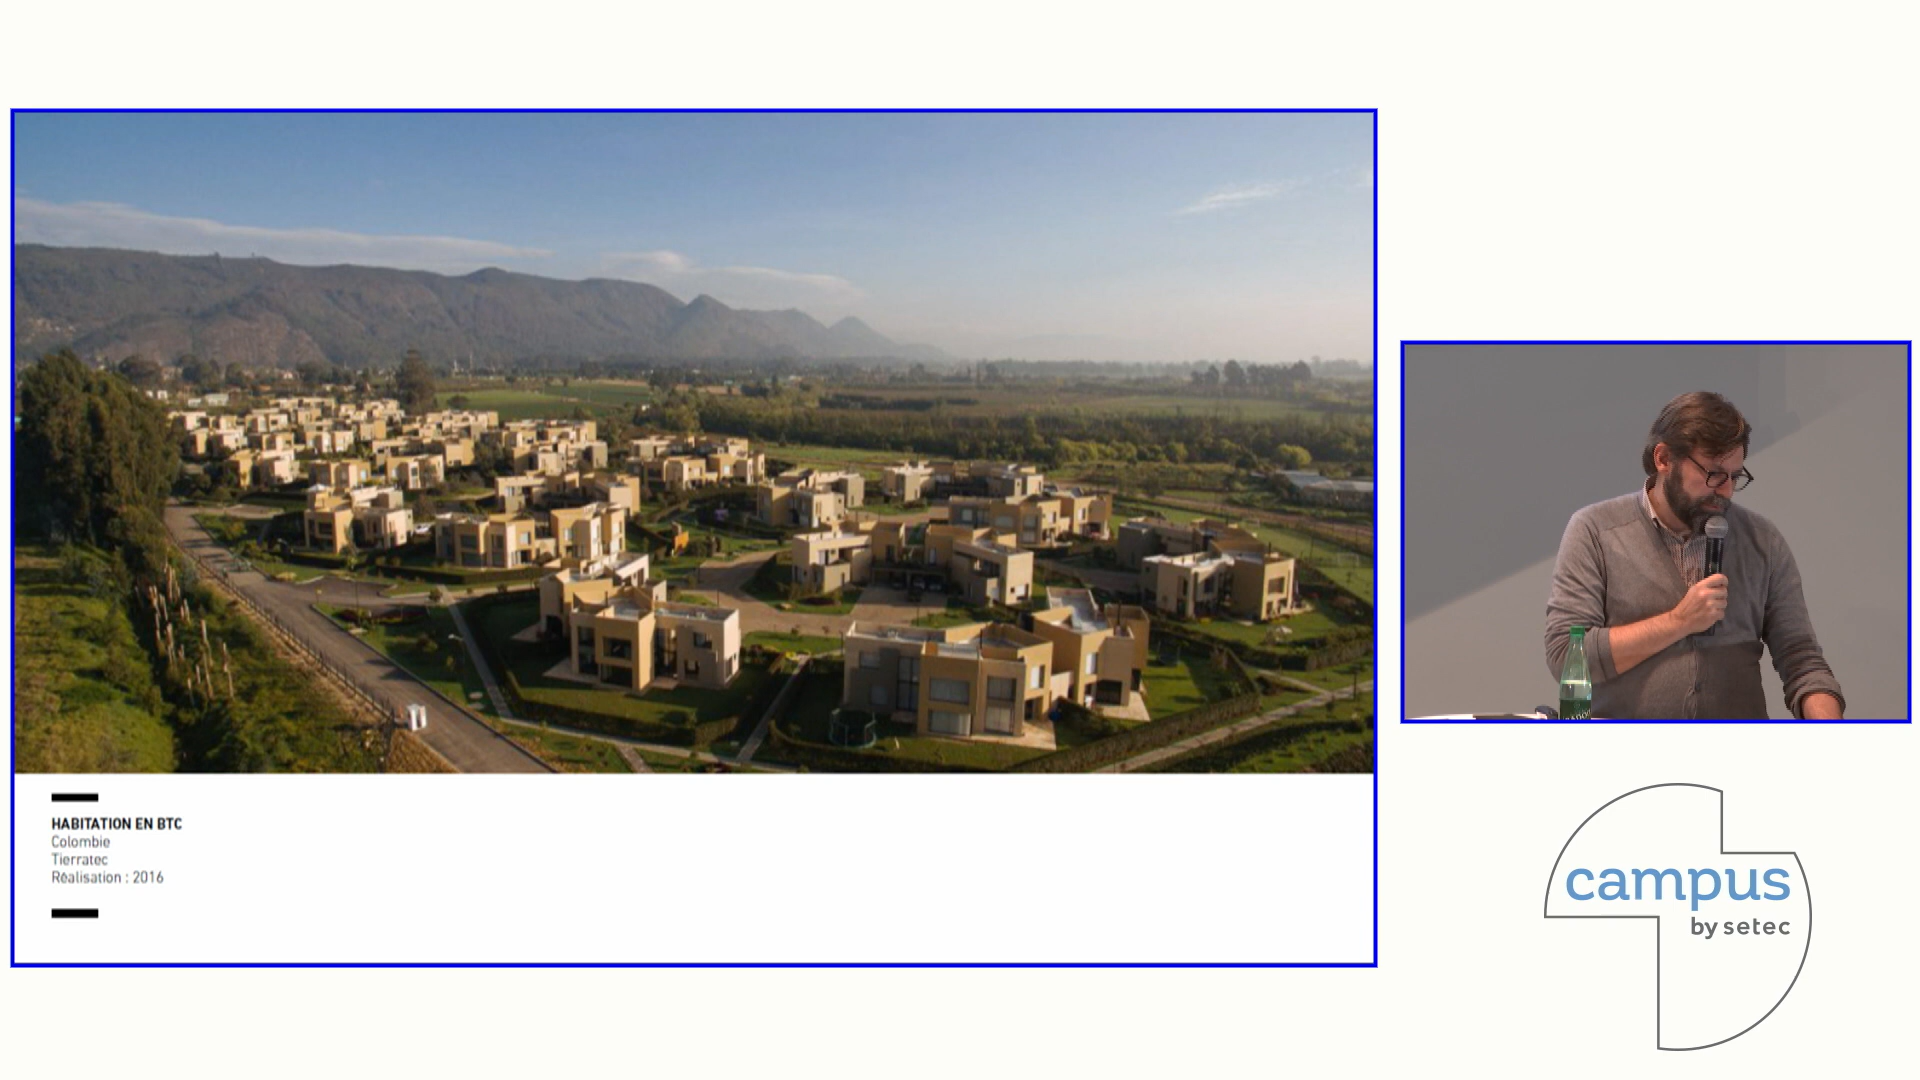 HABITATION EN BTC
Colombie
Tierratec
Réalisation : 2016
campus
by setec